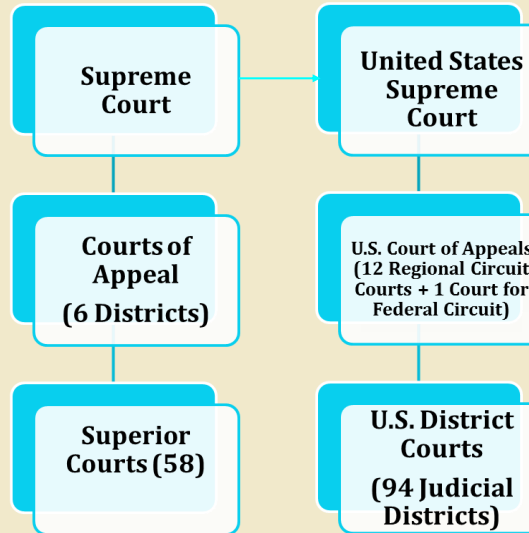 Supreme
Court
United States
Supreme
Court
Courts of
Appeal
(6 Districts)
U.S. Court of Appeals
(12 Regional Circuit
Courts + 1 Court for
Federal Circuit)
Superior
Courts (58)
U.S. District
Courts
(94 Judicial
Districts)